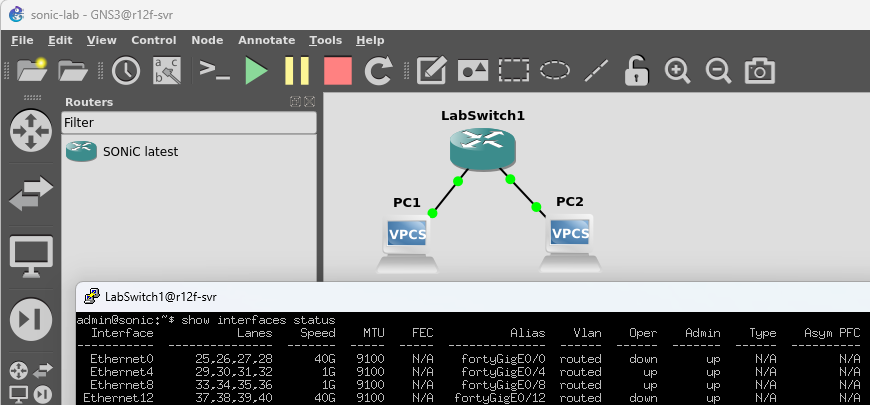 sonic-lab - GNS3@r12f-svr
File Edit View Control Node Annotate Tools Help
a c
b
>_
Routers
Filter
SONiC latest
LabSwitch1
PC1
PC2
VPCS
VPCS
LabSwitch1@r12f-svr
admin@sonic:~$ show interfaces status
Interface Lanes Speed MTU FEC Alias Vlan Oper Admin Type Asym PFC
----------- ----------- ------- ----- ----- ------------- ------ ------ ------- ------ ----------
Ethernet0 25,26,27,28 40G 9100 N/A fortyGigE0/0 routed down up N/A N/A
Ethernet4 29,30,31,32 1G 9100 N/A fortyGigE0/4 routed up up N/A N/A
Ethernet8 33,34,35,36 1G 9100 N/A fortyGigE0/8 routed up up N/A N/A
Ethernet12 37,38,39,40 40G 9100 N/A fortyGigE0/12 routed down up N/A N/A